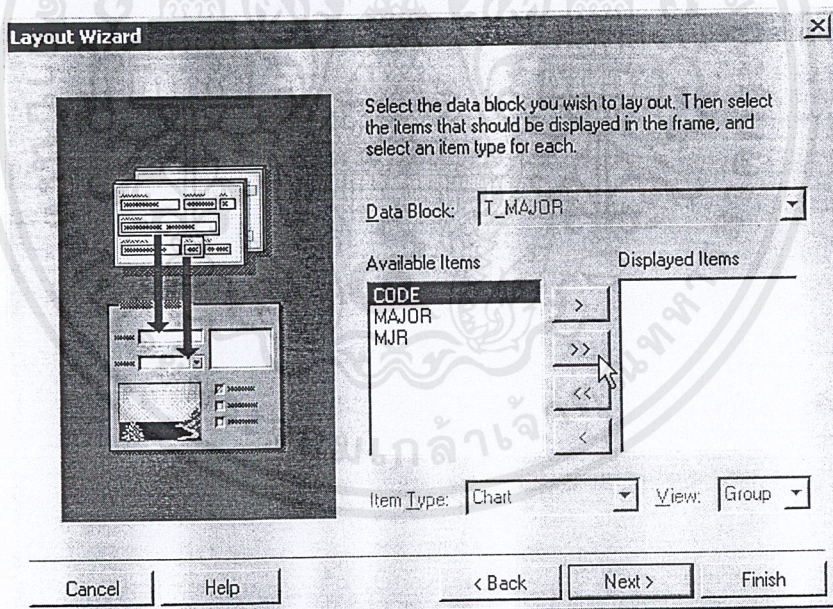 Layout Wizard
Select the data block you wish to lay out. Then select
the items that should be displayed in the frame, and
select an item type for each.
Data Block: T_MAJOR
Available Items
Displayed Items
CODE
MAJOR
MJR
>
>>
<<
<
Item Type: Chart View: Group
Cancel Help < Back Next > Finish